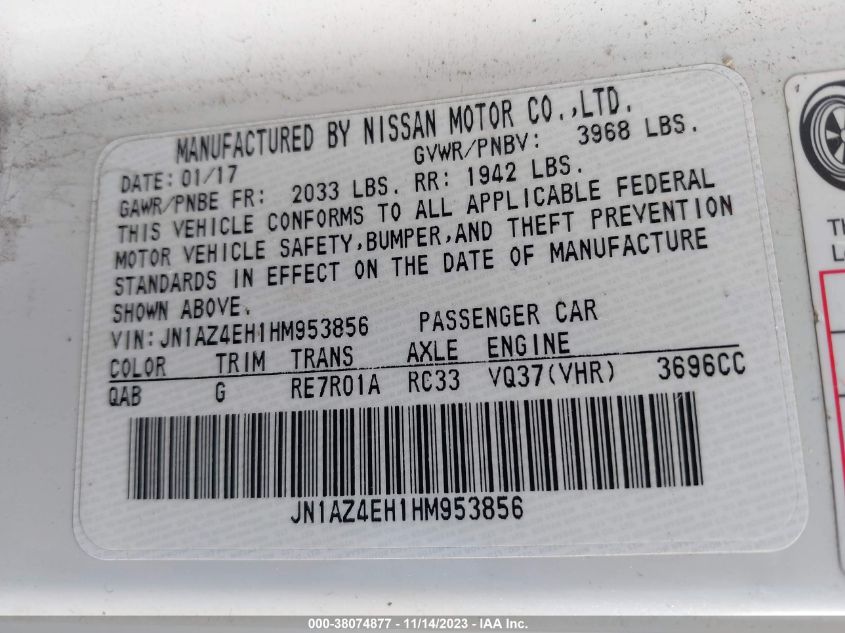 MANUFACTURED BY NISSAN MOTOR CO.,LTD.
DATE: 01/17 GVWR/PNBV: 3968 LBS.
GAWR/PNBE FR: 2033 LBS. RR: 1942 LBS.
THIS VEHICLE CONFORMS TO ALL APPLICABLE FEDERAL
MOTOR VEHICLE SAFETY,BUMPER,AND THEFT PREVENTION
STANDARDS IN EFFECT ON THE DATE OF MANUFACTURE
SHOWN ABOVE.
VIN: JN1AZ4EH1HM953856 PASSENGER CAR
COLOR TRIM TRANS AXLE ENGINE
QAB G RE7R01A RC33 VQ37(VHR) 3696CC
JN1AZ4EH1HM953856
000-38074877 - 11/14/2023 - IAA Inc.